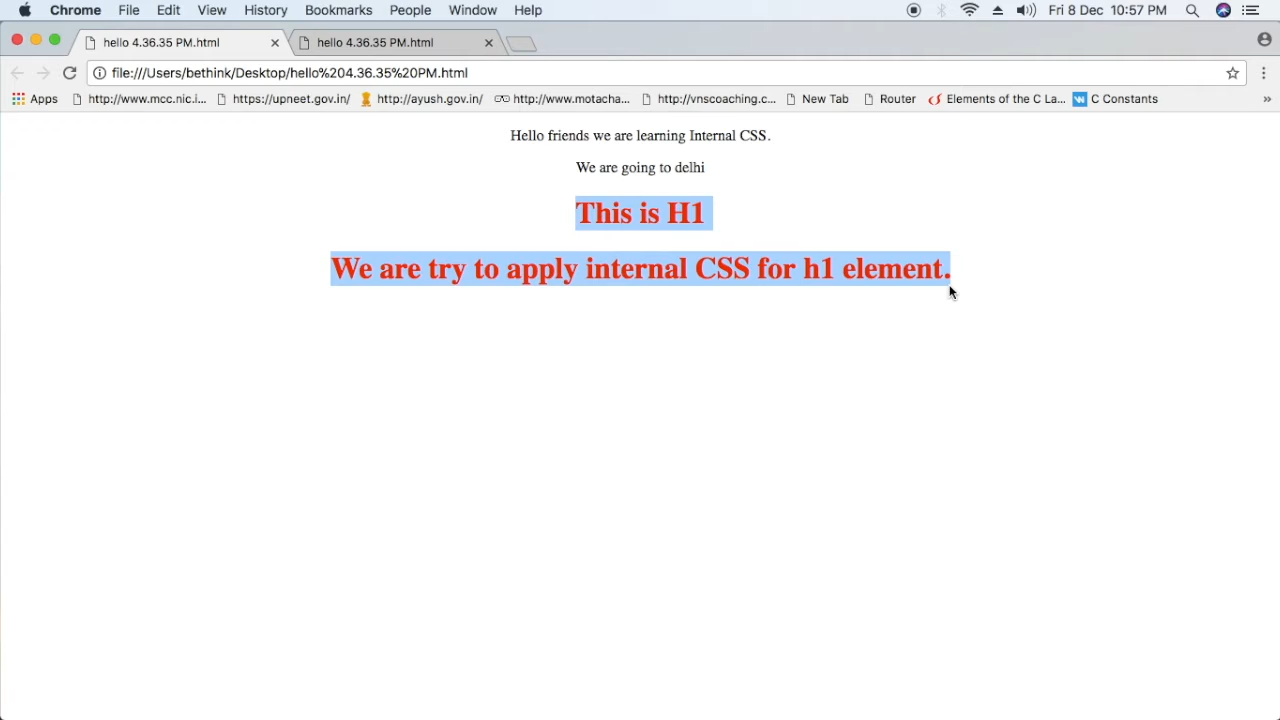 Chrome File Edit View History Bookmarks People Window Help Fri 8 Dec 10:57 PM
hello 4.36.35 PM.html hello 4.36.35 PM.html
file:///Users/bethink/Desktop/hello%204.36.35%20PM.html
Apps http://www.mcc.nic.i... https://upneet.gov.in/ http://ayush.gov.in/ http://www.motacha... http://vnscoaching.c... New Tab Router Elements of the C La... C Constants »
Hello friends we are learning Internal CSS.
We are going to delhi
This is H1
We are try to apply internal CSS for h1 element.